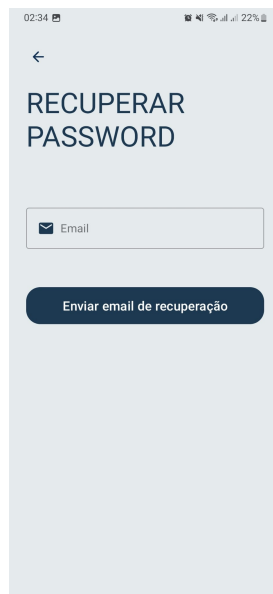 02:34 22%
RECUPERAR
PASSWORD
Email
Enviar email de recuperação